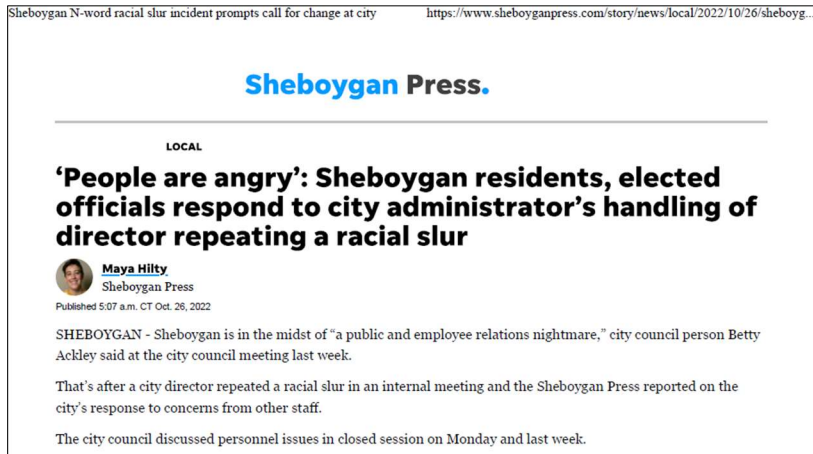 Sheboygan N-word racial slur incident prompts call for change at city https://www.sheboyganpress.com/story/news/local/2022/10/26/sheboyg...
Sheboygan Press.
LOCAL
‘People are angry’: Sheboygan residents, elected
officials respond to city administrator’s handling of
director repeating a racial slur
Maya Hilty
Sheboygan Press
Published 5:07 a.m. CT Oct. 26, 2022
SHEBOYGAN - Sheboygan is in the midst of “a public and employee relations nightmare,” city council person Betty
Ackley said at the city council meeting last week.
That’s after a city director repeated a racial slur in an internal meeting and the Sheboygan Press reported on the
city’s response to concerns from other staff.
The city council discussed personnel issues in closed session on Monday and last week.